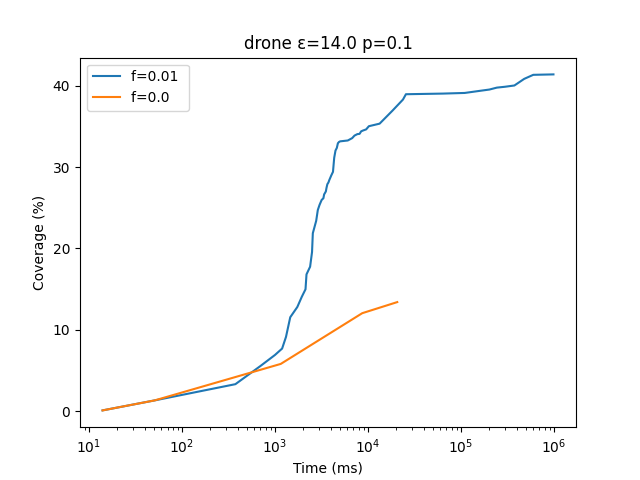 drone ε=14.0 p=0.1
f=0.01
f=0.0
Coverage (%)
40
30
20
10
0
10¹ 10² 10³ 10⁴ 10⁵ 10⁶
Time (ms)